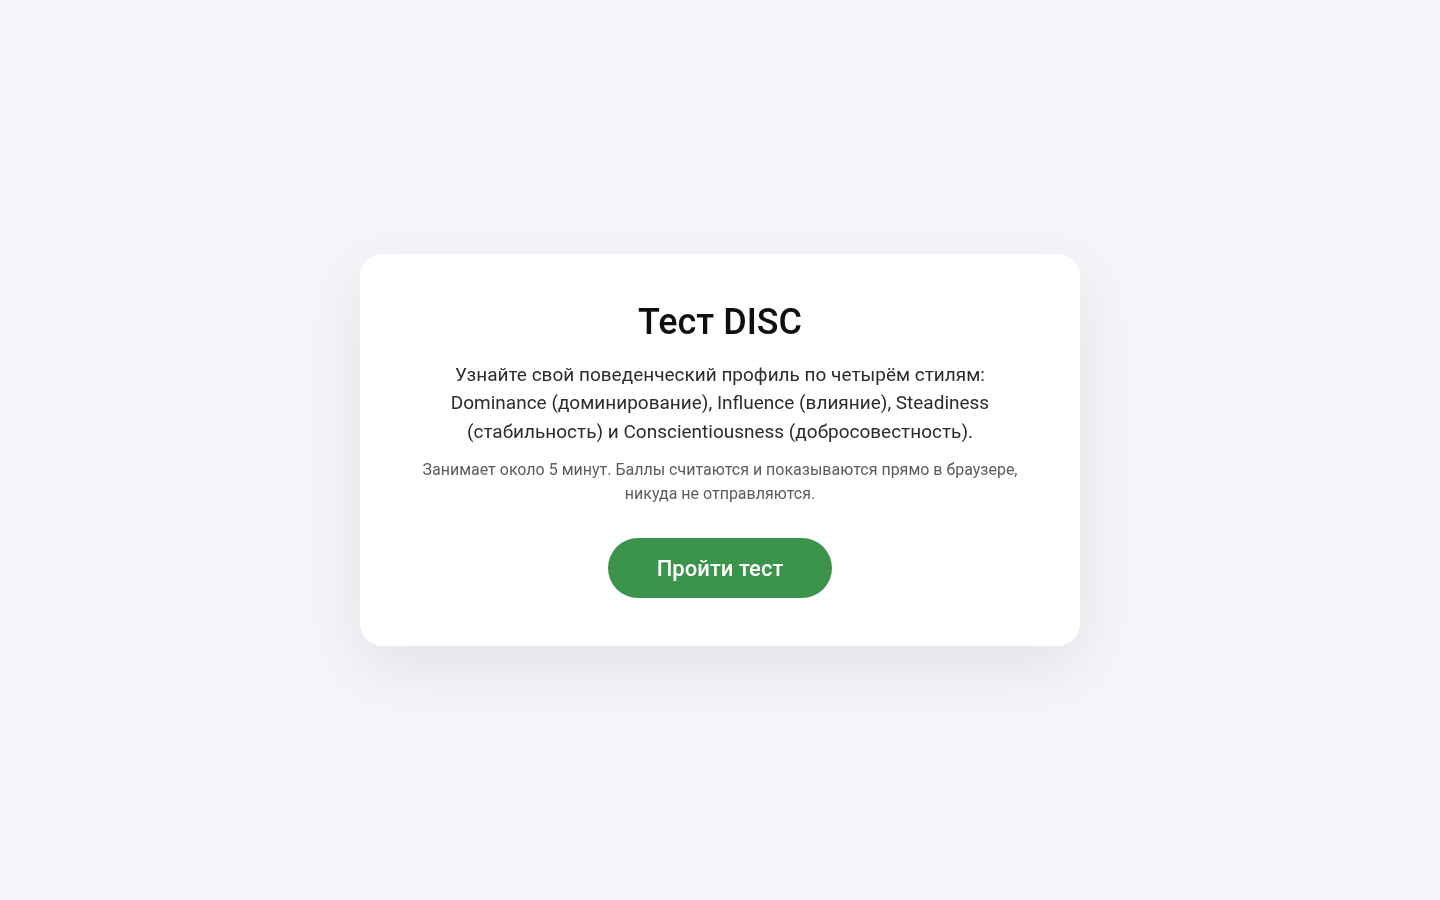 Тест DISC
Узнайте свой поведенческий профиль по четырём стилям:
Dominance (доминирование), Influence (влияние), Steadiness
(стабильность) и Conscientiousness (добросовестность).
Занимает около 5 минут. Баллы считаются и показываются прямо в браузере,
никуда не отправляются.
Пройти тест